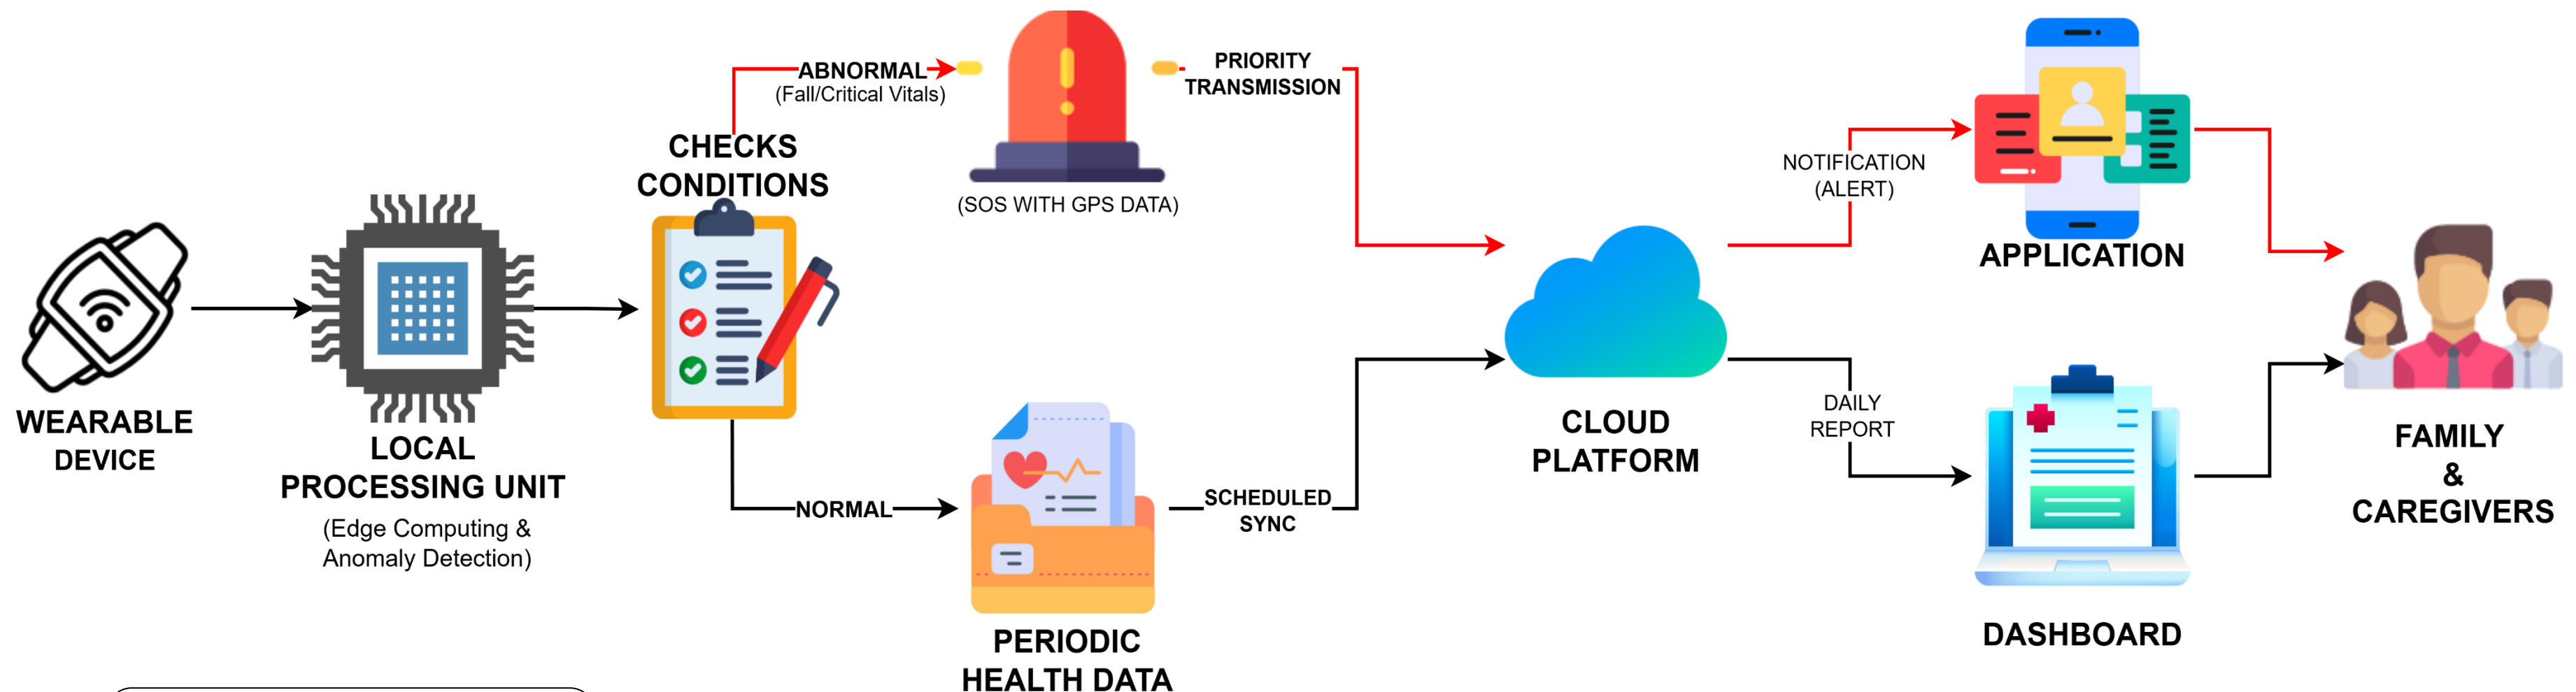 WEARABLE
DEVICE
LOCAL
PROCESSING UNIT
(Edge Computing &
Anomaly Detection)
CHECKS
CONDITIONS
ABNORMAL
(Fall/Critical Vitals)
(SOS WITH GPS DATA)
PRIORITY
TRANSMISSION
NORMAL
PERIODIC
HEALTH DATA
SCHEDULED
SYNC
CLOUD
PLATFORM
NOTIFICATION
(ALERT)
APPLICATION
DAILY
REPORT
DASHBOARD
FAMILY
&
CAREGIVERS